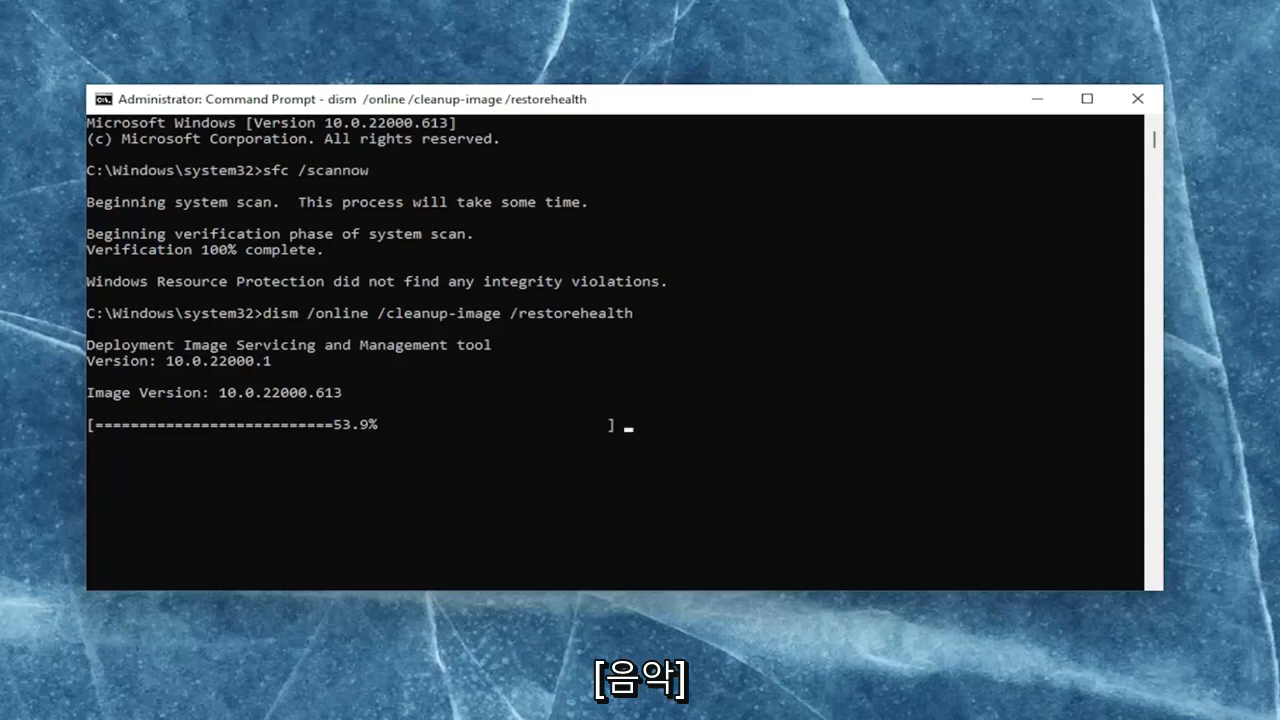 Administrator: Command Prompt - dism /online /cleanup-image /restorehealth
Microsoft Windows [Version 10.0.22000.613]
(c) Microsoft Corporation. All rights reserved.
C:\Windows\system32>sfc /scannow
Beginning system scan.  This process will take some time.
Beginning verification phase of system scan.
Verification 100% complete.
Windows Resource Protection did not find any integrity violations.
C:\Windows\system32>dism /online /cleanup-image /restorehealth
Deployment Image Servicing and Management tool
Version: 10.0.22000.1
Image Version: 10.0.22000.613
[===========================53.9%                          ]
[음악]